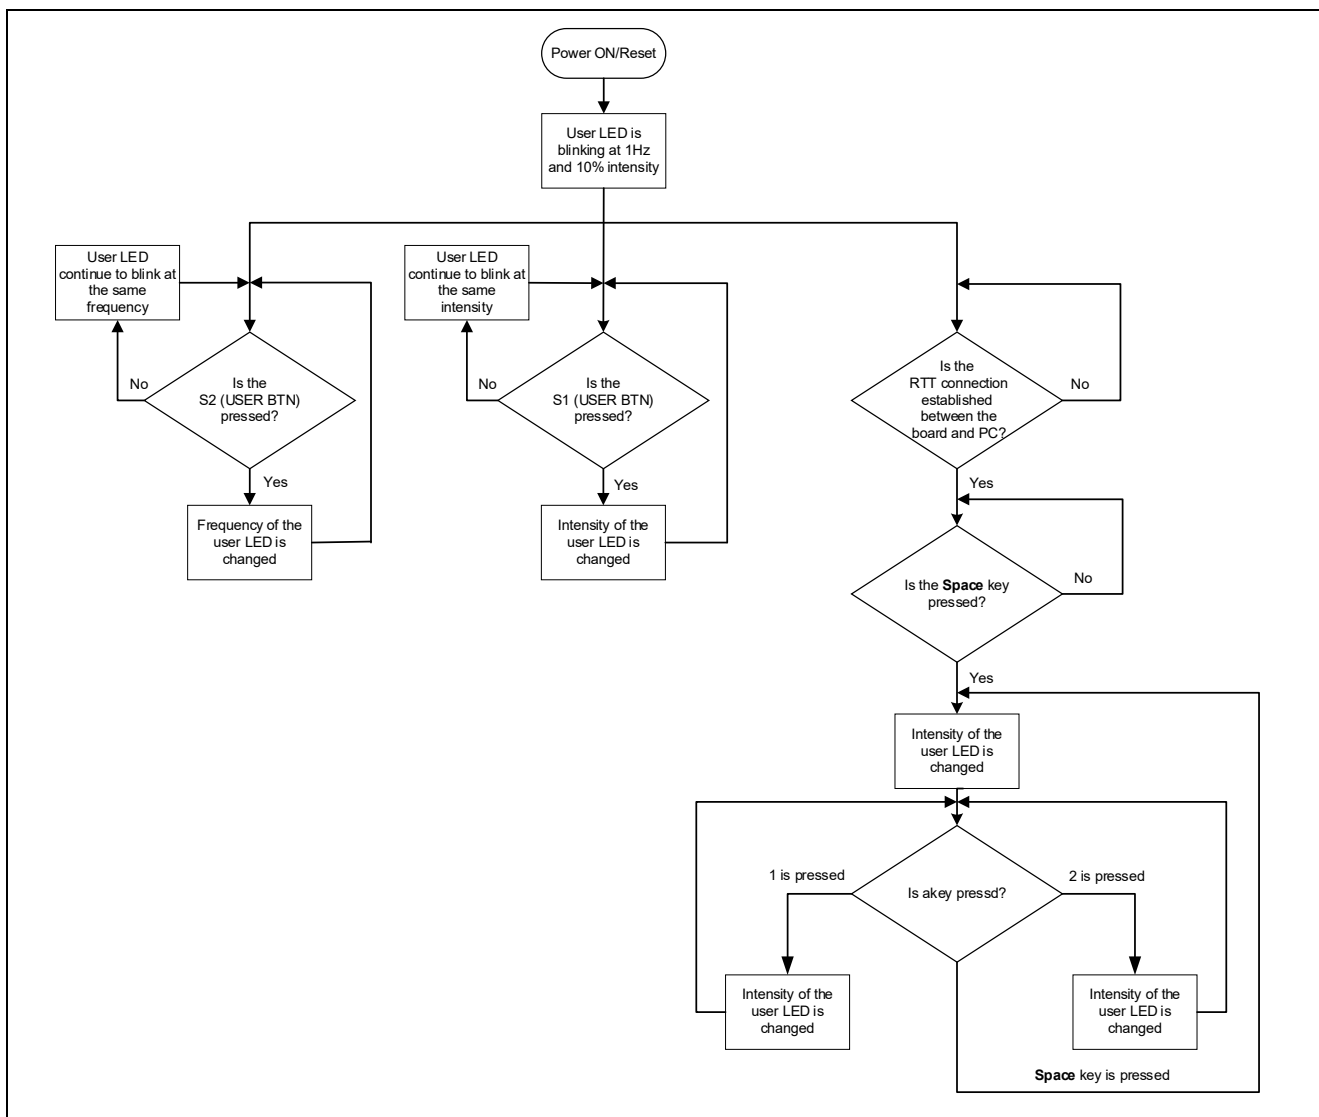 Power ON/Reset
User LED is
blinking at 1Hz
and 10% intensity
User LED
continue to blink at
the same
frequency
No
Is the
S2 (USER BTN)
pressed?
Yes
Frequency of the
user LED is
changed
User LED
continue to blink at
the same
intensity
No
Is the
S1 (USER BTN)
pressed?
Yes
Intensity of the
user LED is
changed
Is the
RTT connection
established
between the
board and PC?
No
Yes
Is the Space key
pressed?
No
Yes
Intensity of the
user LED is
changed
1 is pressed
Is akey pressd?
2 is pressed
Intensity of the
user LED is
changed
Intensity of the
user LED is
changed
Space key is pressed